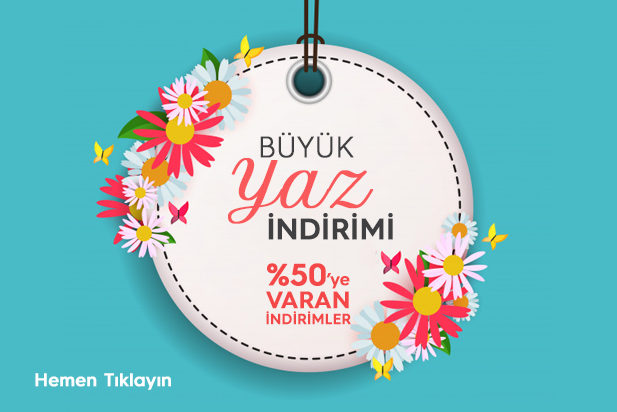 BÜYÜK
yaz
İNDİRİMİ
%50'ye
VARAN
İNDİRİMLER
Hemen Tıklayın